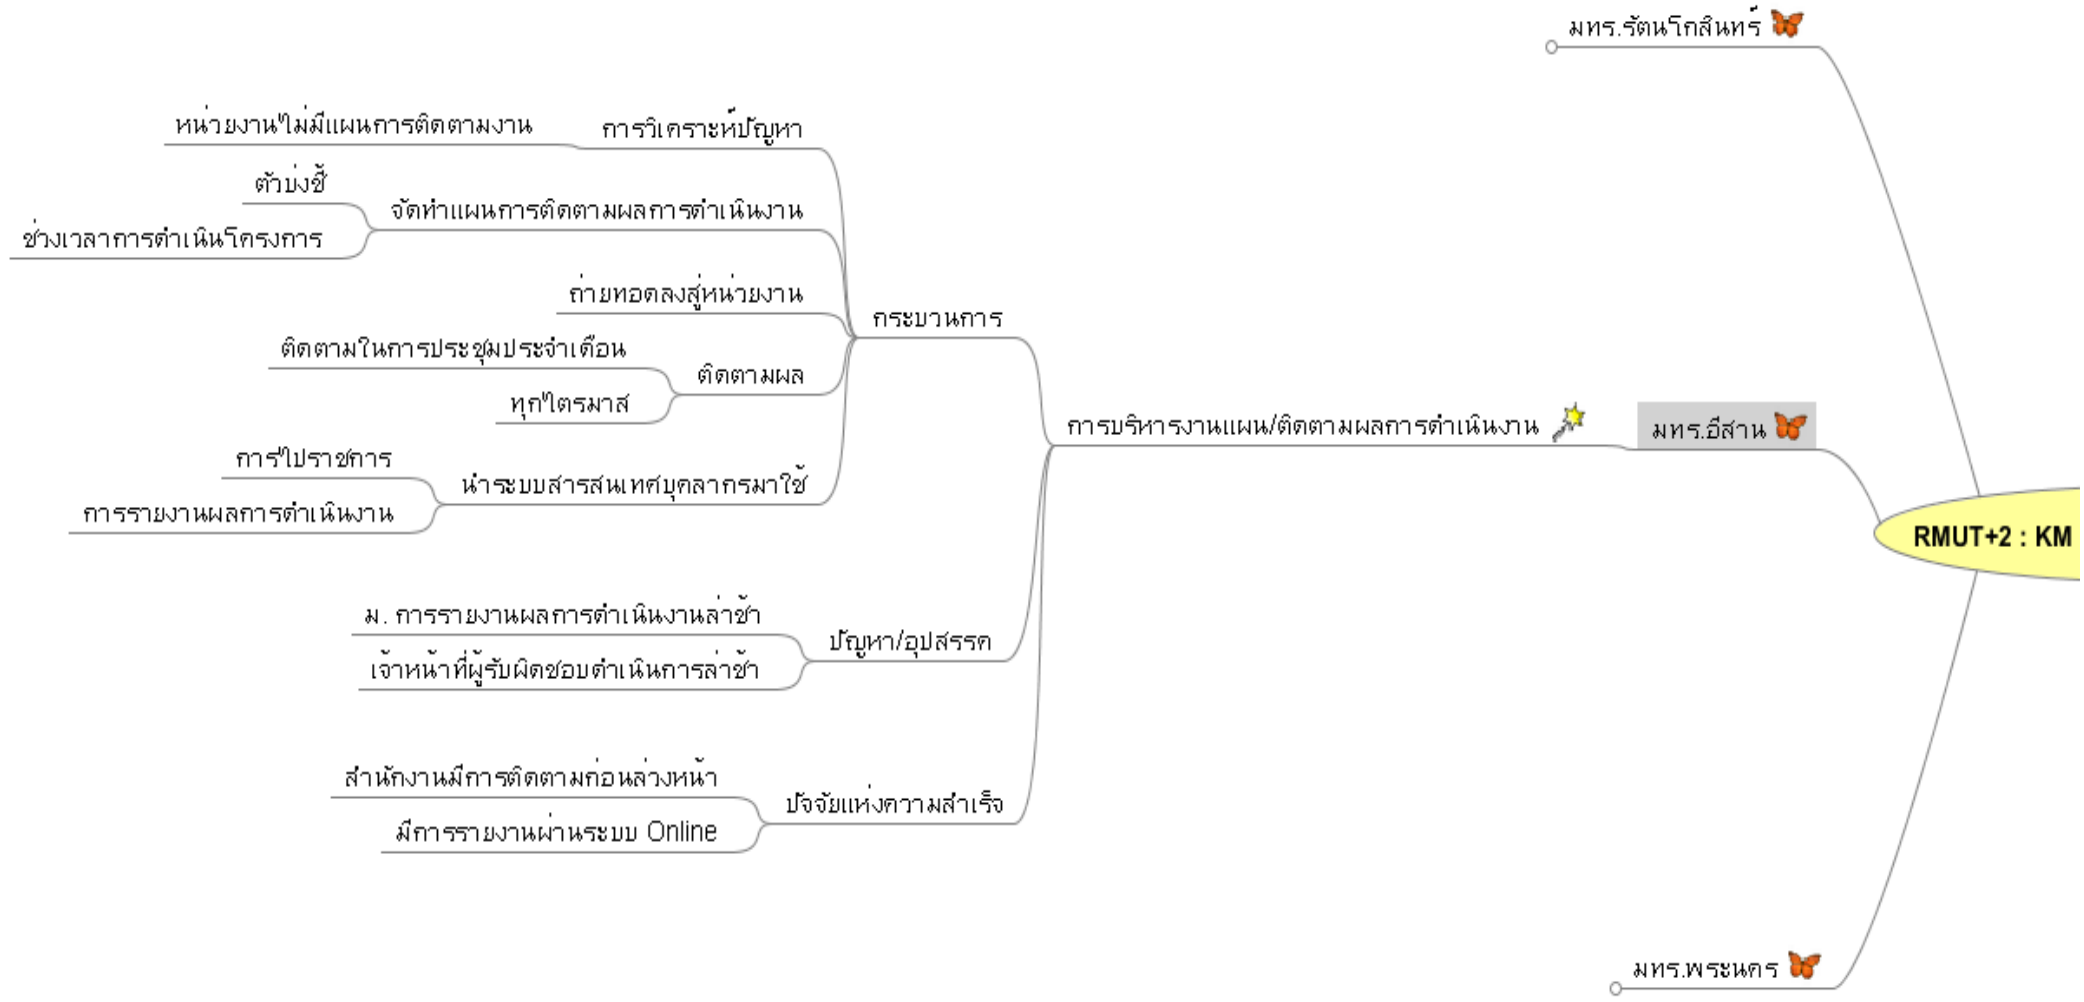 มทร.รัตนโกสินทร์
หน่วยงานไม่มีแผนการติดตามงาน
การวิเคราะห์ปัญหา
ตัวบ่งชี้
จัดทำแผนการติดตามผลการดำเนินงาน
ช่วงเวลาการดำเนินโครงการ
ถ่ายทอดลงสู่หน่วยงาน
กระบวนการ
ติดตามในการประชุมประจำเดือน
ติดตามผล
ทุกไตรมาส
การบริหารงานแผน/ติดตามผลการดำเนินงาน
มทร.อีสาน
การไปราชการ
นำระบบสารสนเทศบุคลากรมาใช้
การรายงานผลการดำเนินงาน
RMUT+2 : KM
ม. การรายงานผลการดำเนินงานล่าช้า
ปัญหา/อุปสรรค
เจ้าหน้าที่ผู้รับผิดชอบดำเนินการล่าช้า
สำนักงานมีการติดตามก่อนล่วงหน้า
ปัจจัยแห่งความสำเร็จ
มีการรายงานผ่านระบบ Online
มทร.พระนคร